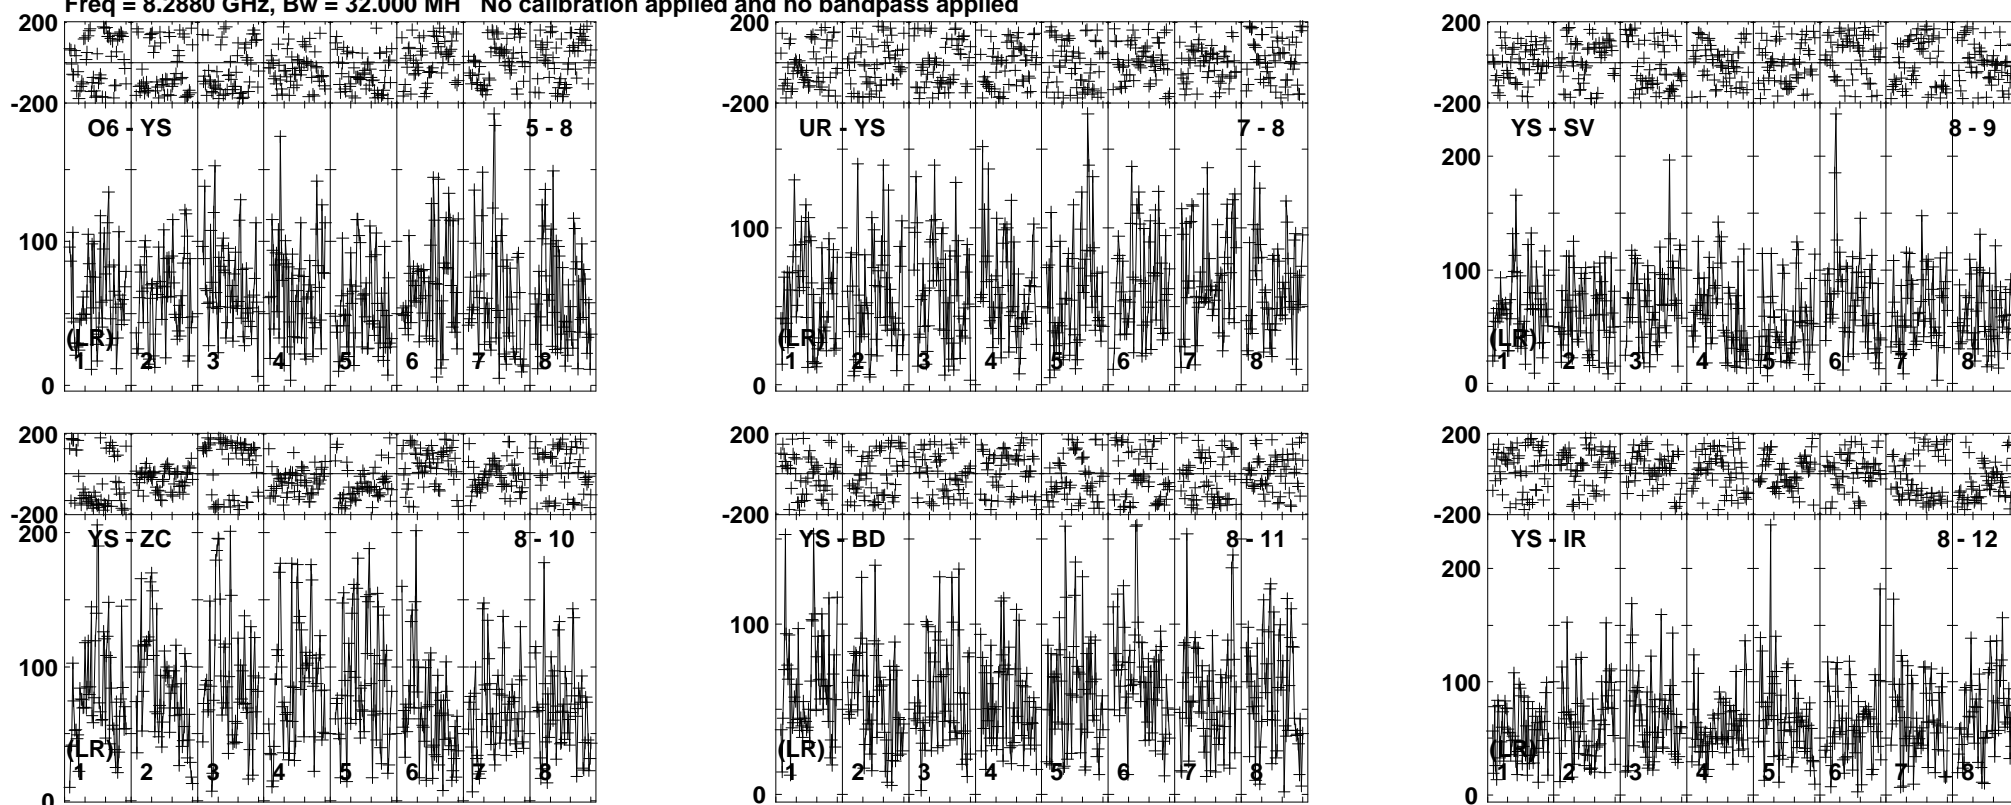 Freq = 8.2880 GHz, Bw = 32.000 MH No calibration applied and no bandpass applied
200
-200
O6 - YS 5 - 8
100
(LR)
1 2 3 4 5 6 7 8
0
200
-200
UR - YS 7 - 8
100
(LR)
1 2 3 4 5 6 7 8
0
200
-200
YS - SV 8 - 9
200
100
(LR)
1 2 3 4 5 6 7 8
0
200
-200
200
YS - ZC 8 - 10
100
(LR)
1 2 3 4 5 6 7 8
0
200
-200
YS - BD 8 - 11
100
(LR)
1 2 3 4 5 6 7 8
0
200
-200
YS - IR 8 - 12
200
100
(LR)
1 2 3 4 5 6 7 8
0